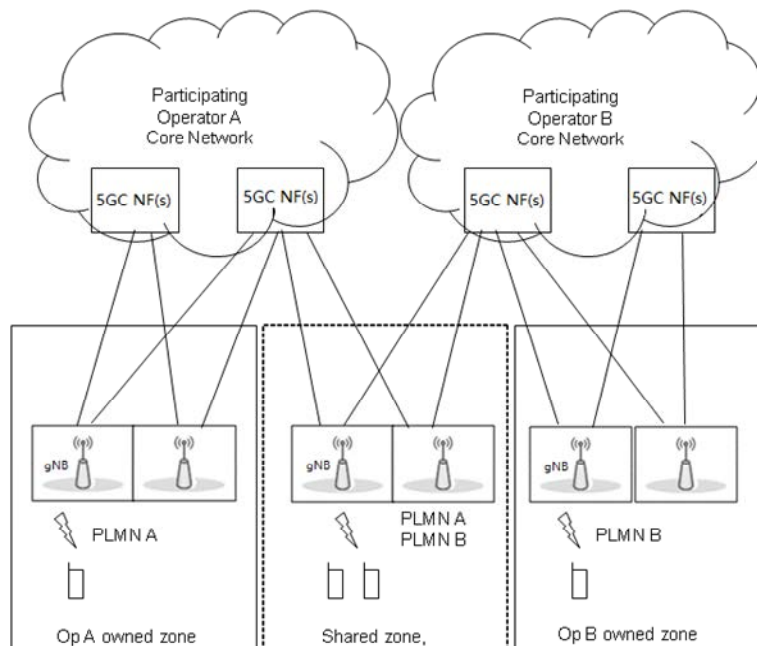 Participating
Operator A
Core Network
Participating
Operator B
Core Network
5GC NF(s)
5GC NF(s)
5GC NF(s)
5GC NF(s)
gNB
gNB
gNB
PLMN A
PLMN A
PLMN B
PLMN B
Op A owned zone
Shared zone,
Op B owned zone